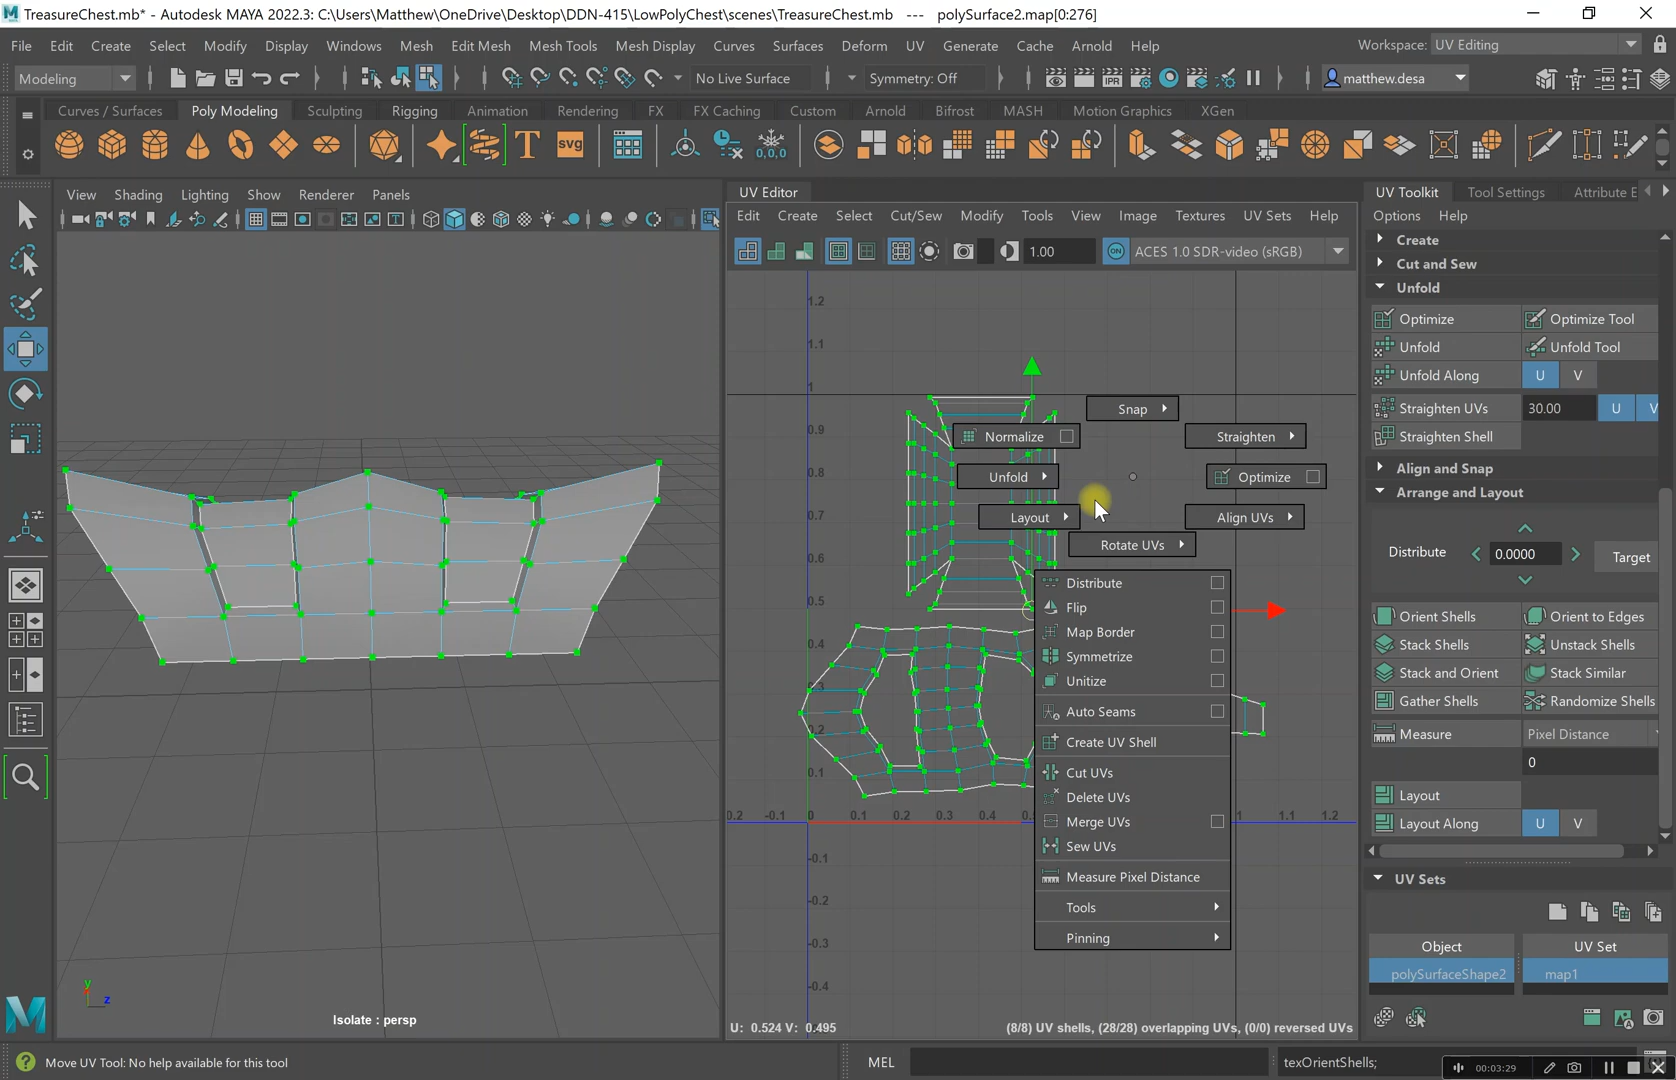 TreasureChest.mb* - Autodesk MAYA 2022.3: C:\Users\Matthew\OneDrive\Desktop\DDN-415\LowPolyChest\scenes\TreasureChest.mb --- polySurface2.map[0:276]
File Edit Create Select Modify Display Windows Mesh Edit Mesh Mesh Tools Mesh Display Curves Surfaces Deform UV Generate Cache Arnold Help Workspace: UV Editing
Modeling No Live Surface Symmetry: Off IPR matthew.desa
Curves / Surfaces Poly Modeling Sculpting Rigging Animation Rendering FX FX Caching Custom Arnold Bifrost MASH Motion Graphics XGen
T svg 0,0,0
View Shading Lighting Show Renderer Panels
UV Editor
Edit Create Select Cut/Sew Modify Tools View Image Textures UV Sets Help
1.00 ON ACES 1.0 SDR-video (sRGB)
UV Toolkit Tool Settings Attribute E
Options Help
Create
Cut and Sew
Unfold
Optimize Optimize Tool
Unfold Unfold Tool
Unfold Along U V
Straighten UVs 30.00 U V
Straighten Shell
Align and Snap
Arrange and Layout
Distribute 0.0000 Target
Orient Shells Orient to Edges
Stack Shells Unstack Shells
Stack and Orient Stack Similar
Gather Shells Randomize Shells
Measure Pixel Distance
0
Layout
Layout Along U V
UV Sets
Object UV Set
polySurfaceShape2 map1
1.2
1.1
1
0.9
0.8
0.7
0.6
0.5
0.4
0.2
0.1
0.2 -0.1 0 0.1 0.2 0.3 0.4 1 1.1 1.2
-0.1
-0.2
-0.3
-0.4
Snap
Normalize Straighten
Unfold Optimize
Layout Align UVs
Rotate UVs
Distribute
Flip
Map Border
Symmetrize
Unitize
Auto Seams
Create UV Shell
Cut UVs
Delete UVs
Merge UVs
Sew UVs
Measure Pixel Distance
Tools
Pinning
y
z
Isolate : persp
U: 0.524 V: 0.495 (8/8) UV shells, (28/28) overlapping UVs, (0/0) reversed UVs
Move UV Tool: No help available for this tool MEL texOrientShells;
00:03:29